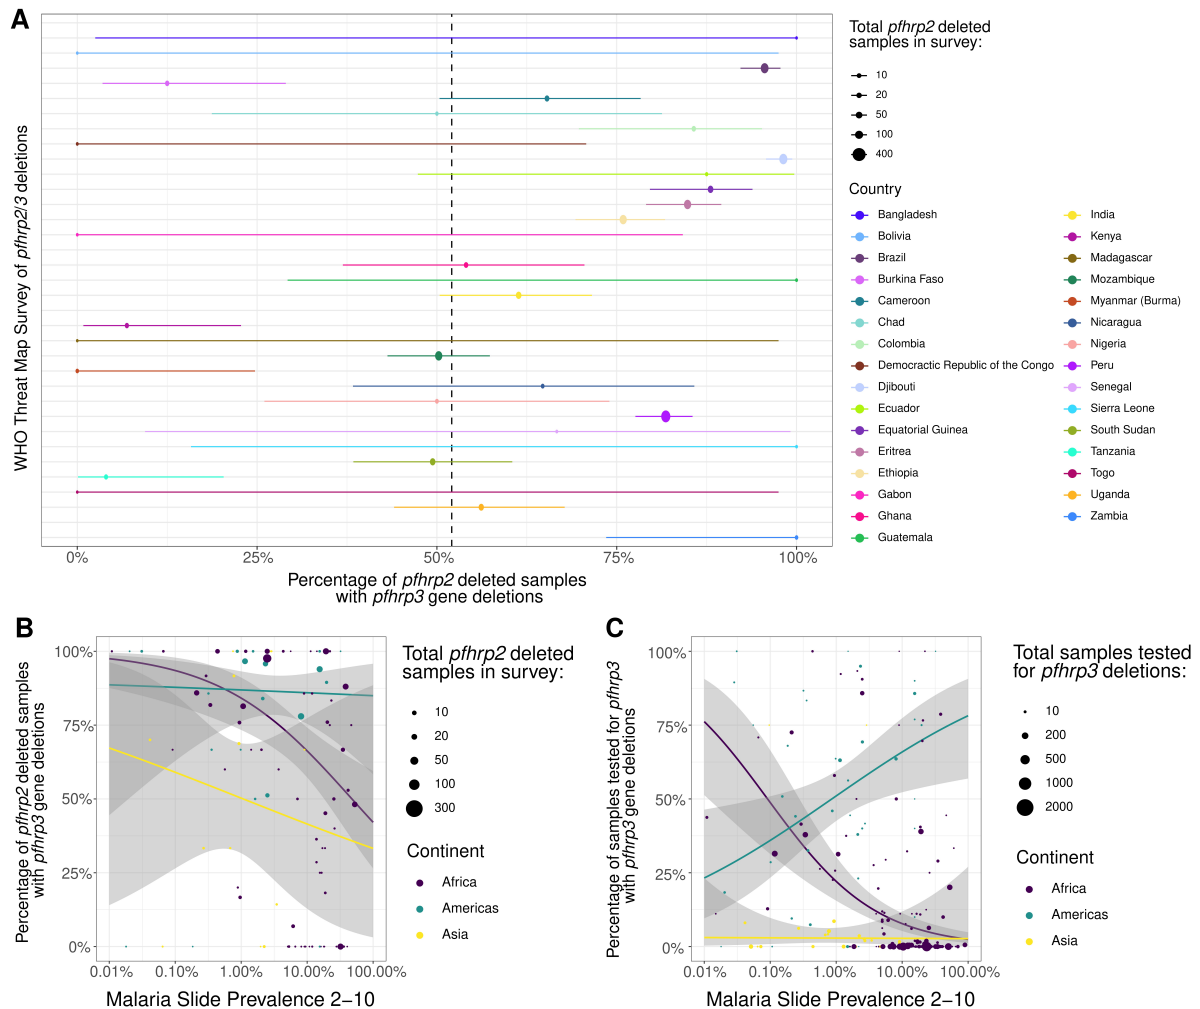 A
WHO Threat Map Survey of pfhrp2/3 deletions
0%
25%
50%
75%
100%
Percentage of pfhrp2 deleted samples
with pfhrp3 gene deletions
Total pfhrp2 deleted
samples in survey:
10
20
50
100
400
Country
Bangladesh
Bolivia
Brazil
Burkina Faso
Cameroon
Chad
Colombia
Democractic Republic of the Congo
Djibouti
Ecuador
Equatorial Guinea
Eritrea
Ethiopia
Gabon
Ghana
Guatemala
India
Kenya
Madagascar
Mozambique
Myanmar (Burma)
Nicaragua
Nigeria
Peru
Senegal
Sierra Leone
South Sudan
Tanzania
Togo
Uganda
Zambia
B
Percentage of pfhrp2 deleted samples
with pfhrp3 gene deletions
100%
75%
50%
25%
0%
0.01%
0.10%
1.00%
10.00%
100.00%
Malaria Slide Prevalence 2−10
Total pfhrp2 deleted
samples in survey:
10
20
50
100
300
Continent
Africa
Americas
Asia
C
Percentage of samples tested for pfhrp3
with pfhrp3 gene deletions
100%
75%
50%
25%
0%
0.01%
0.10%
1.00%
10.00%
100.00%
Malaria Slide Prevalence 2−10
Total samples tested
for pfhrp3 deletions:
10
200
500
1000
2000
Continent
Africa
Americas
Asia